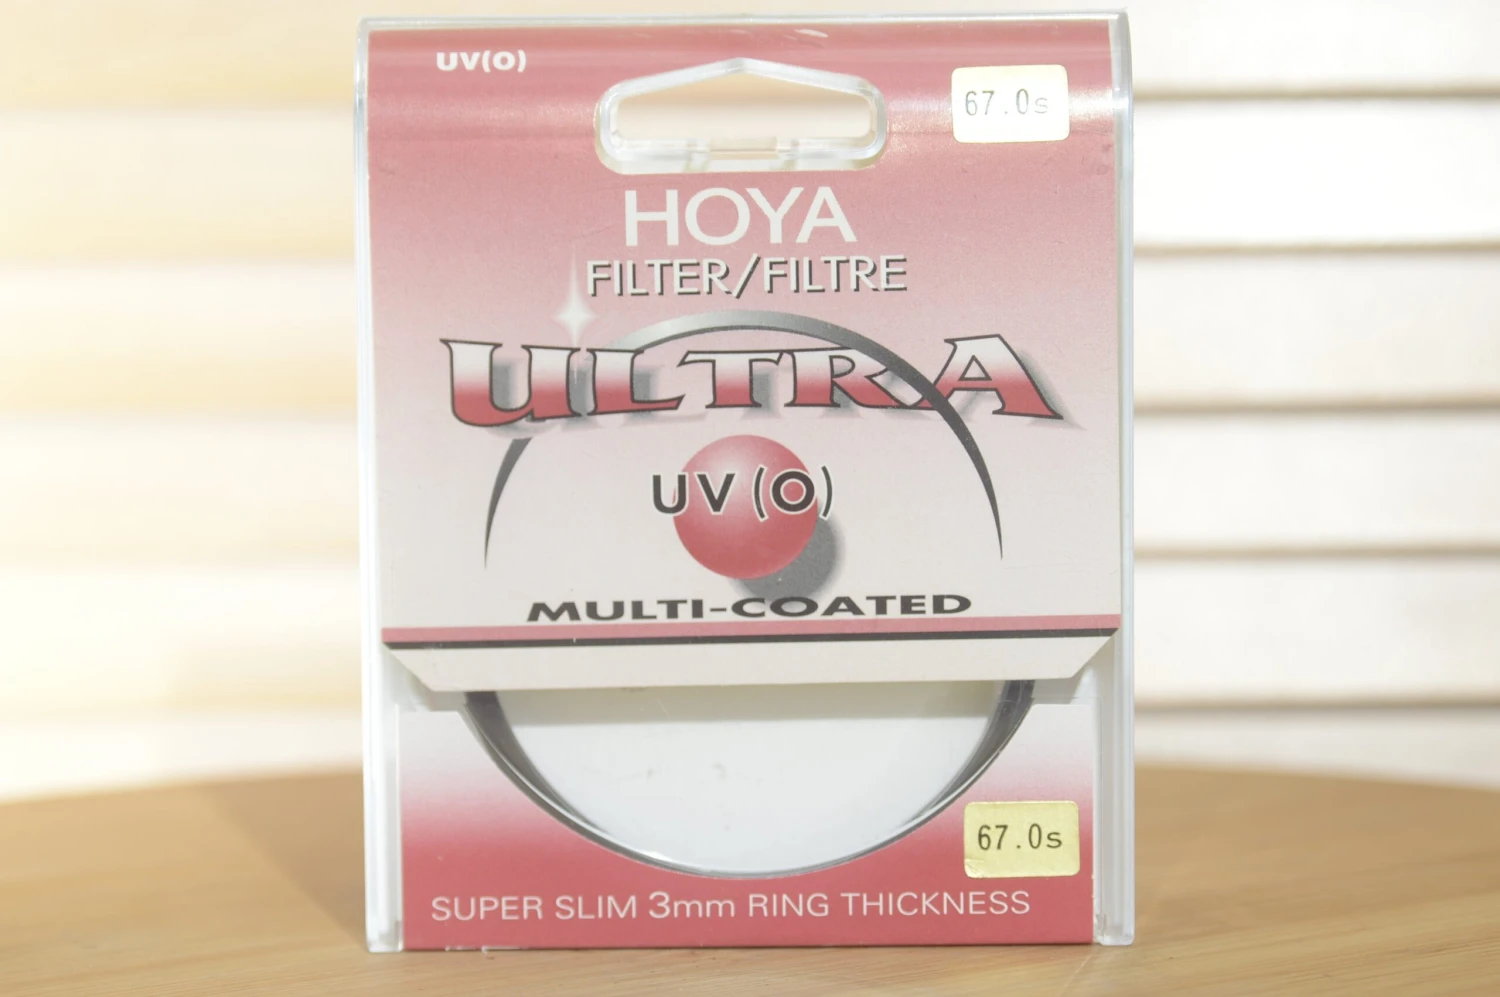 UV(O)
67.0s
HOYA
FILTER/FILTRE
ULTRA
UV (O)
MULTI-COATED
67.0s
SUPER SLIM 3mm RING THICKNESS